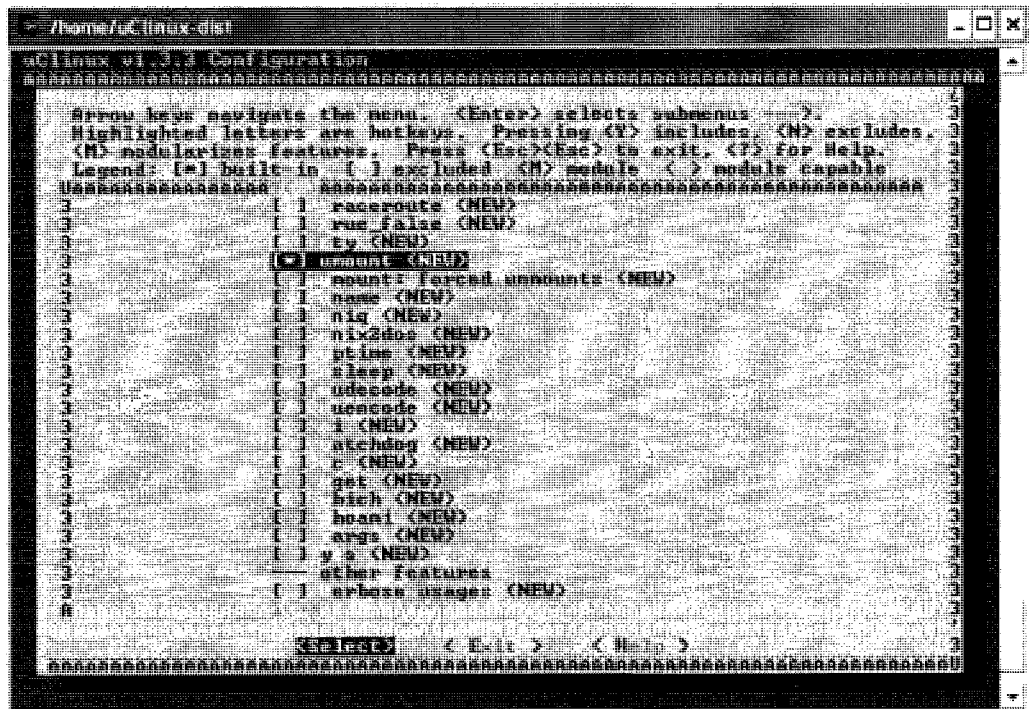 /home/uClinux-dist
uClinux v1.3.3 Configuration
Arrow keys navigate the menu. <Enter> selects submenus --->.
Highlighted letters are hotkeys. Pressing <Y> includes, <N> excludes,
<M> modularizes features. Press <Esc><Esc> to exit, <?> for Help.
Legend: [*] built-in [ ] excluded <M> module < > module capable
[ ] raceroute (NEW)
[ ] rue_false (NEW)
[ ] ty (NEW)
[*] umount (NEW)
[ ] mount: forced unmounts (NEW)
[ ] name (NEW)
[ ] niq (NEW)
[ ] nix2dos (NEW)
[ ] ptime (NEW)
[ ] sleep (NEW)
[ ] udecode (NEW)
[ ] uencode (NEW)
[ ] i (NEW)
[ ] atchdog (NEW)
[ ] c (NEW)
[ ] get (NEW)
[ ] hich (NEW)
[ ] hoami (NEW)
[ ] args (NEW)
[ ] y s (NEW)
--- other features
[ ] erbose usages (NEW)
<Select> < Exit > < Help >